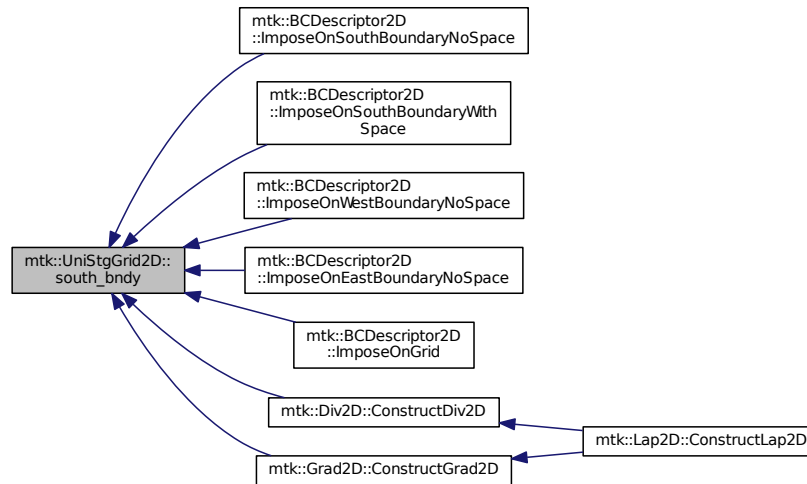 mtk::BCDescriptor2D
::ImposeOnSouthBoundaryNoSpace
mtk::BCDescriptor2D
::ImposeOnSouthBoundaryWith
Space
mtk::BCDescriptor2D
::ImposeOnWestBoundaryNoSpace
mtk::UniStgGrid2D::
south_bndy
mtk::BCDescriptor2D
::ImposeOnEastBoundaryNoSpace
mtk::BCDescriptor2D
::ImposeOnGrid
mtk::Div2D::ConstructDiv2D
mtk::Lap2D::ConstructLap2D
mtk::Grad2D::ConstructGrad2D